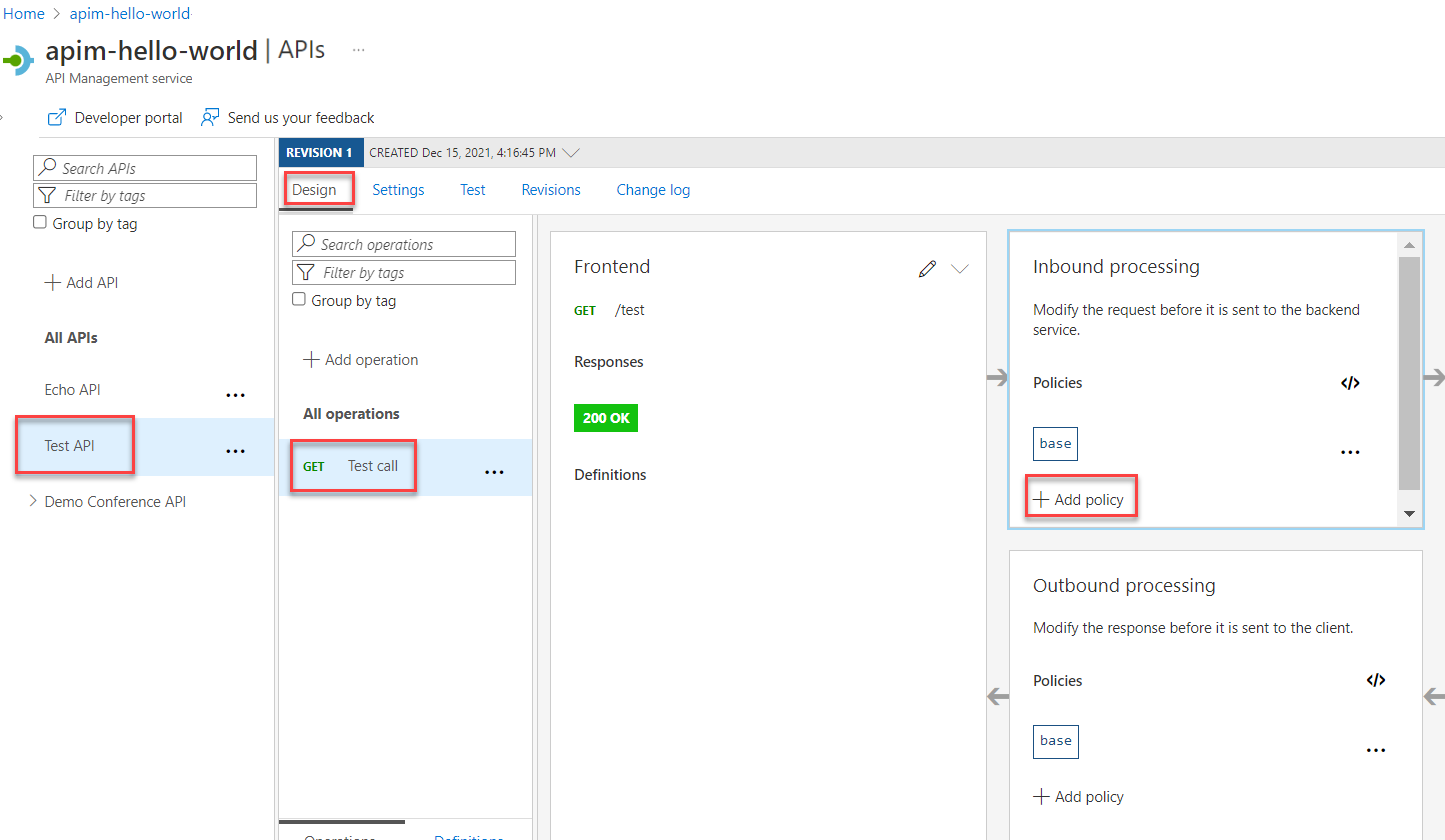 Home > apim-hello-world
apim-hello-world | APIs ...
API Management service
Developer portal
Send us your feedback
Search APIs
Filter by tags
Group by tag
+ Add API
All APIs
Echo API ...
Test API ...
> Demo Conference API
REVISION 1 CREATED Dec 15, 2021, 4:16:45 PM
Design Settings Test Revisions Change log
Search operations
Filter by tags
Group by tag
+ Add operation
All operations
GET Test call ...
Operations Definitions
Frontend
GET /test
Responses
200 OK
Definitions
Inbound processing
Modify the request before it is sent to the backend
service.
Policies </>
base ...
+ Add policy
Outbound processing
Modify the response before it is sent to the client.
Policies </>
base ...
+ Add policy